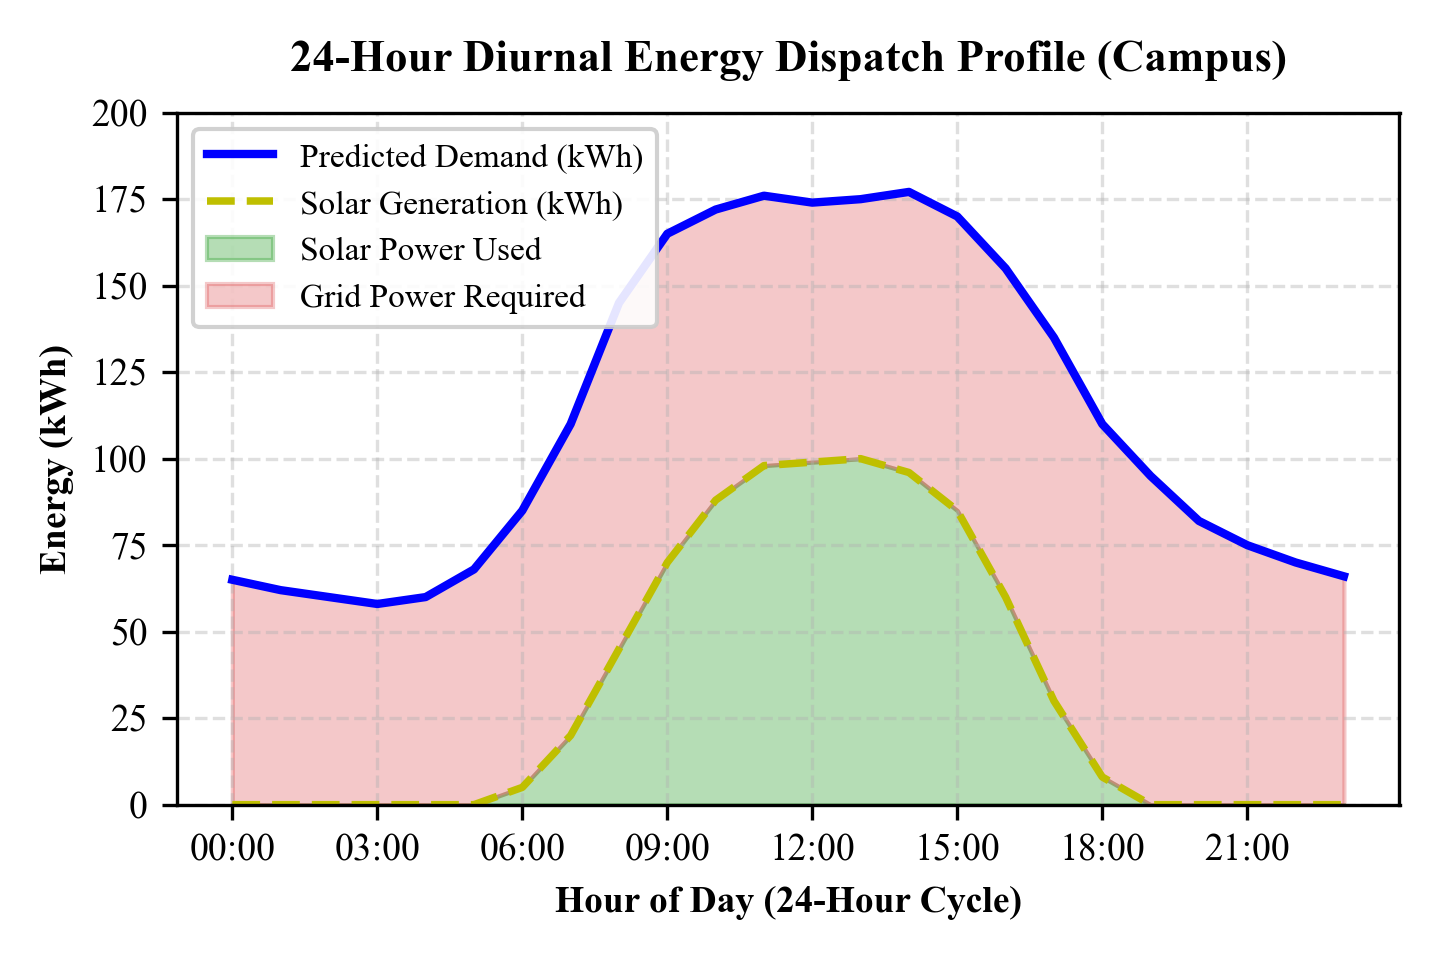 24-Hour Diurnal Energy Dispatch Profile (Campus)
200
175
150
125
100
75
50
25
0
Energy (kWh)
Predicted Demand (kWh)
Solar Generation (kWh)
Solar Power Used
Grid Power Required
00:00 03:00 06:00 09:00 12:00 15:00 18:00 21:00
Hour of Day (24-Hour Cycle)